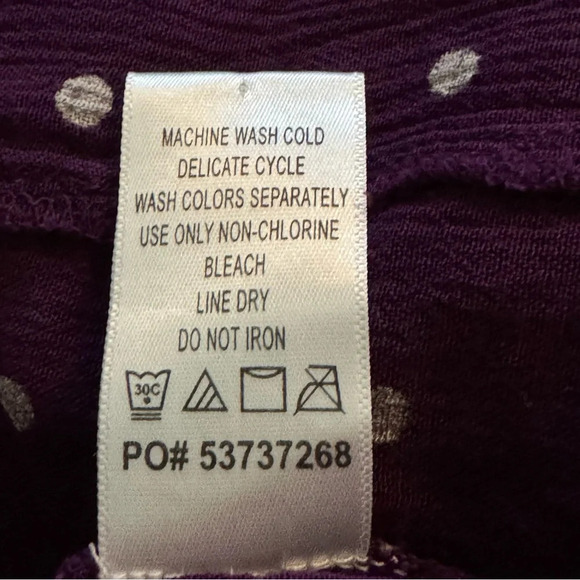 MACHINE WASH COLD
DELICATE CYCLE
WASH COLORS SEPARATELY
USE ONLY NON-CHLORINE
BLEACH
LINE DRY
DO NOT IRON
30C
PO# 53737268